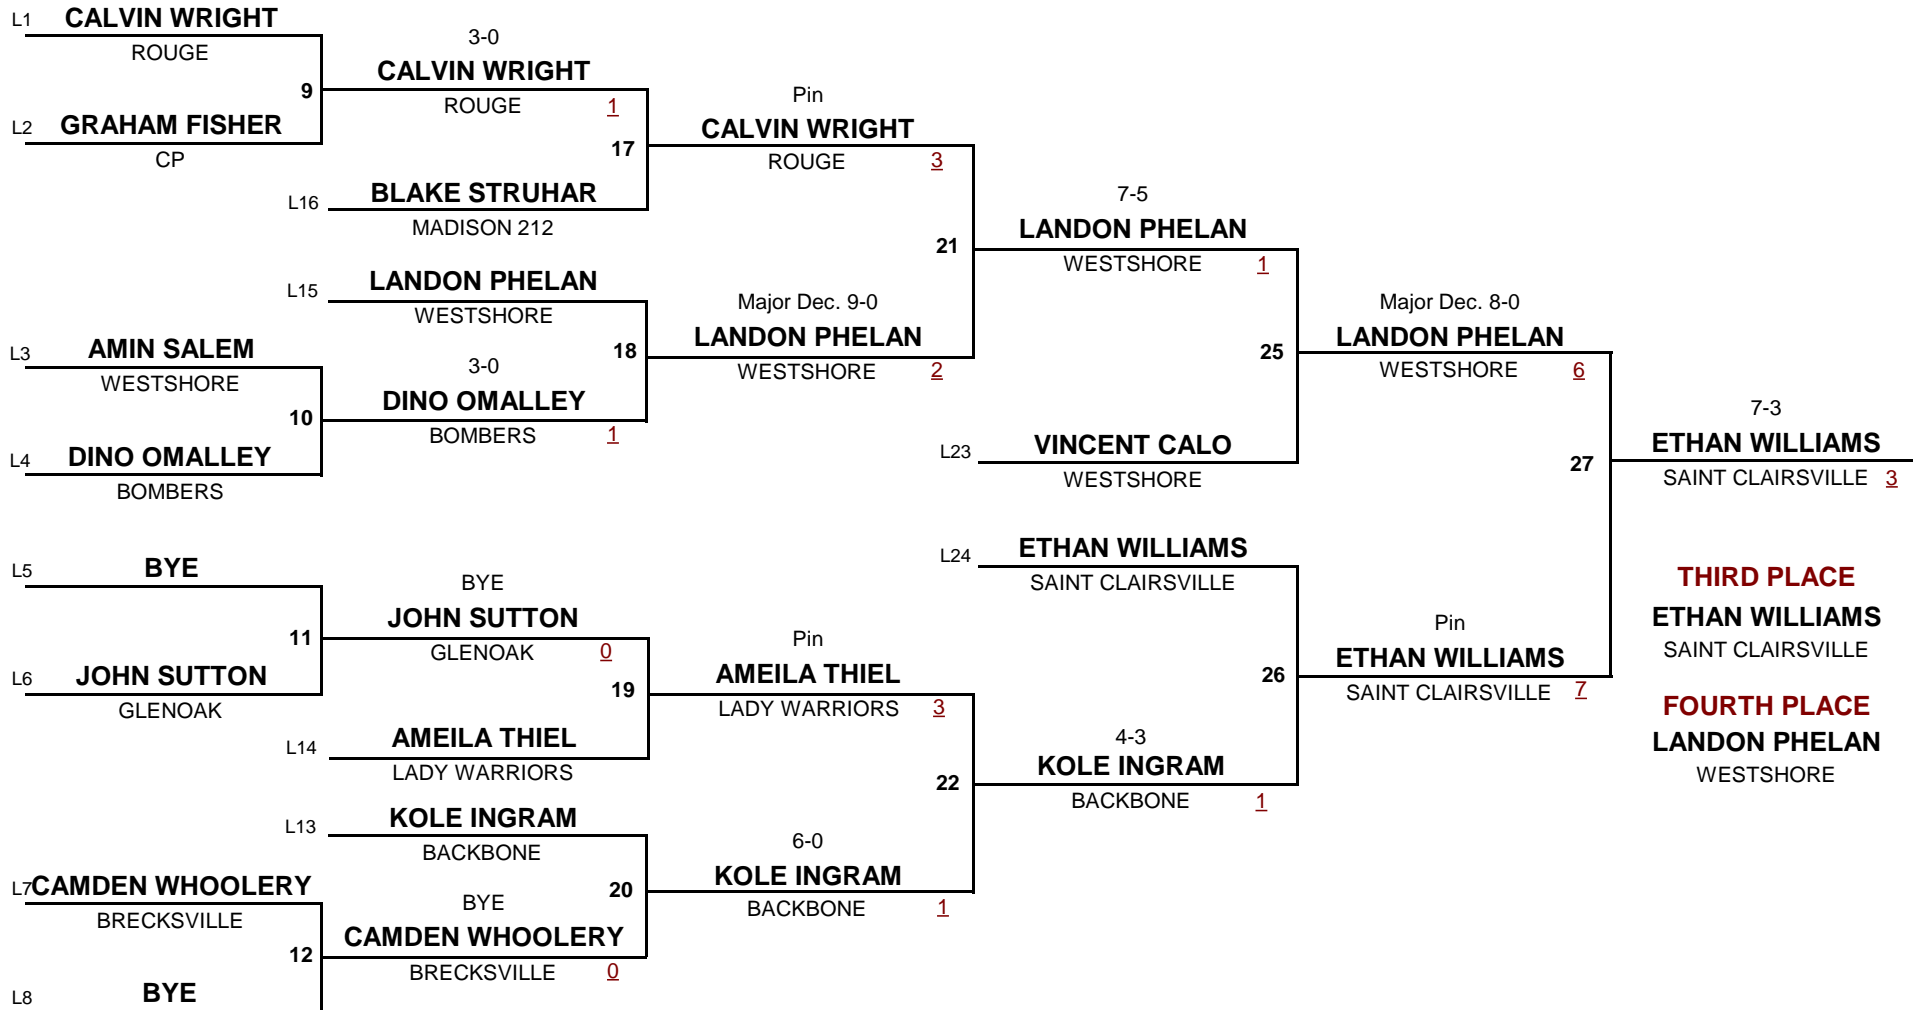 L1 CALVIN WRIGHT
ROUGE
9
L2 GRAHAM FISHER
CP
L3 AMIN SALEM
WESTSHORE
10
L4 DINO OMALLEY
BOMBERS
L5 BYE
11
L6 JOHN SUTTON
GLENOAK
L7 CAMDEN WHOOLERY
BRECKSVILLE
12
L8 BYE
3-0
CALVIN WRIGHT
ROUGE 1
17
L16 BLAKE STRUHAR
MADISON 212
L15 LANDON PHELAN
WESTSHORE
18
3-0
DINO OMALLEY
BOMBERS 1
BYE
JOHN SUTTON
GLENOAK 0
19
L14 AMEILA THIEL
LADY WARRIORS
L13 KOLE INGRAM
BACKBONE
20
BYE
CAMDEN WHOOLERY
BRECKSVILLE 0
Pin
CALVIN WRIGHT
ROUGE 3
21
Major Dec. 9-0
LANDON PHELAN
WESTSHORE 2
Pin
AMEILA THIEL
LADY WARRIORS 3
22
6-0
KOLE INGRAM
BACKBONE 1
7-5
LANDON PHELAN
WESTSHORE 1
25
L23 VINCENT CALO
WESTSHORE
L24 ETHAN WILLIAMS
SAINT CLAIRSVILLE
26
4-3
KOLE INGRAM
BACKBONE 1
Major Dec. 8-0
LANDON PHELAN
WESTSHORE 6
27
Pin
ETHAN WILLIAMS
SAINT CLAIRSVILLE 7
7-3
ETHAN WILLIAMS
SAINT CLAIRSVILLE 3
THIRD PLACE
ETHAN WILLIAMS
SAINT CLAIRSVILLE
FOURTH PLACE
LANDON PHELAN
WESTSHORE